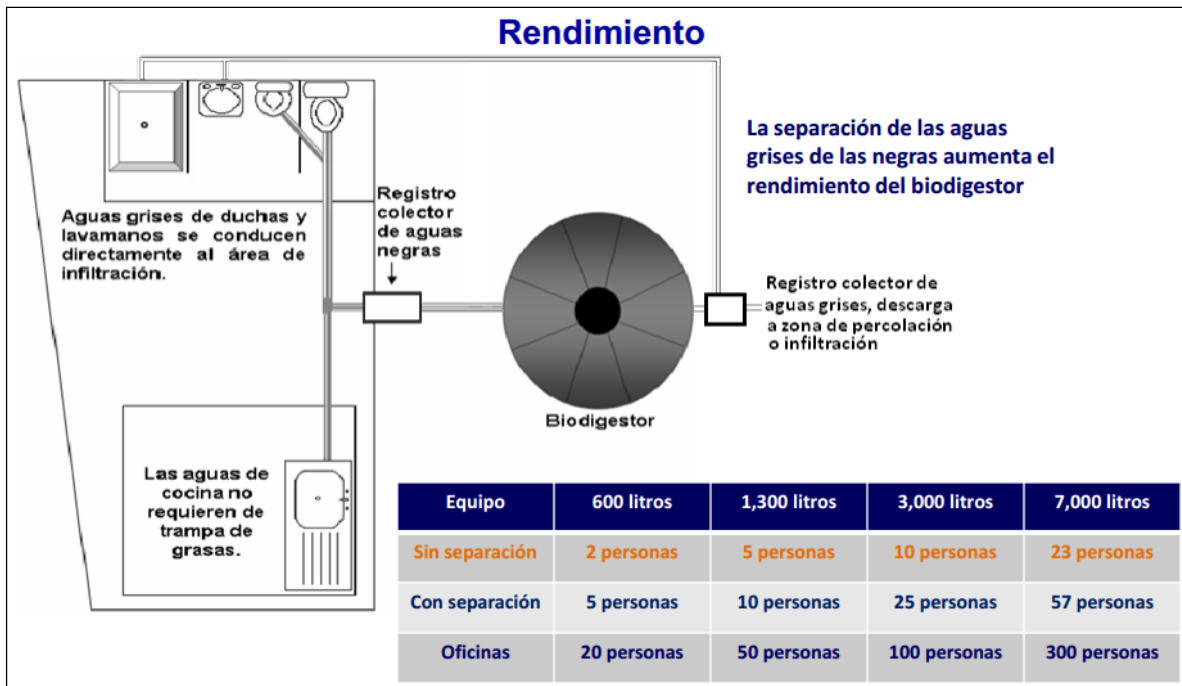 Rendimiento
La separación de las aguas
grises de las negras aumenta el
rendimiento del biodigestor
Registro
colector
de aguas
negras
Aguas grises de duchas y
lavamanos se conducen
directamente al área de
infiltración.
Registro colector de
aguas grises, descarga
a zona de percolación
o infiltración
Biodigestor
Las aguas de
cocina no
requieren de
trampa de
grasas.
Equipo 600 litros 1,300 litros 3,000 litros 7,000 litros
Sin separación 2 personas 5 personas 10 personas 23 personas
Con separación 5 personas 10 personas 25 personas 57 personas
Oficinas 20 personas 50 personas 100 personas 300 personas